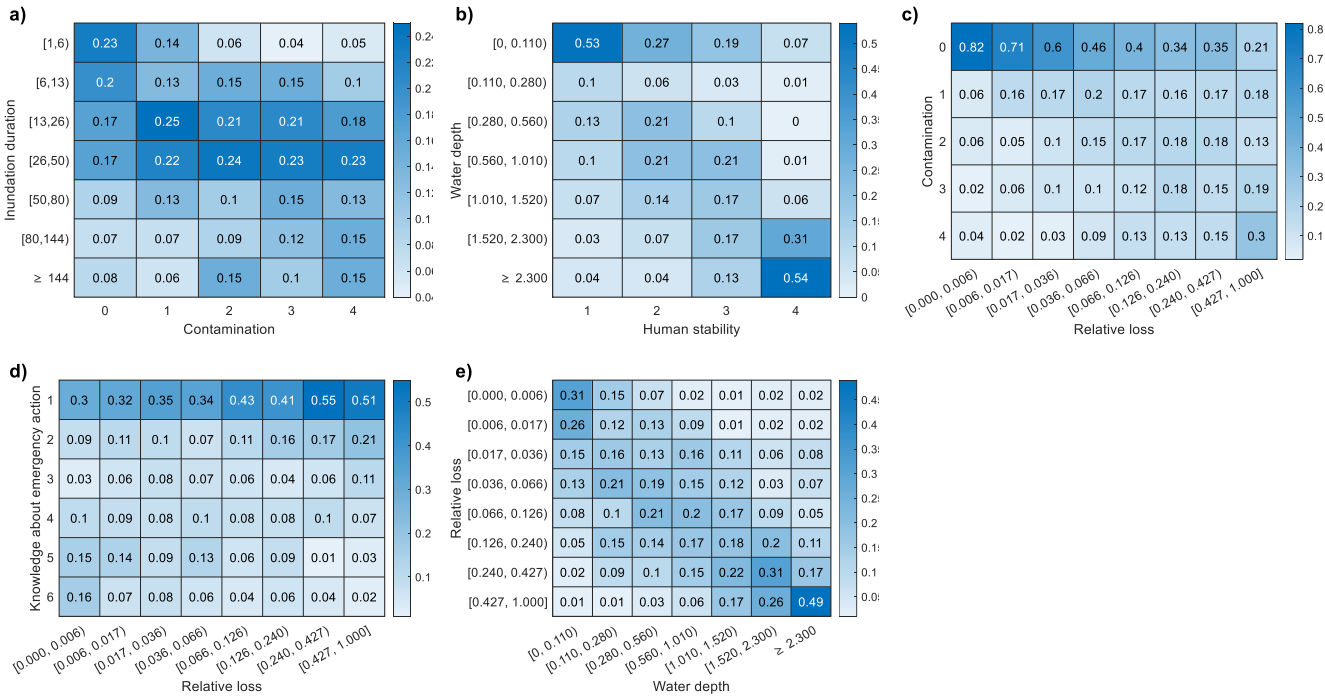 a)
Inundation duration
[1,6) 0.23 0.14 0.06 0.04 0.05
[6,13) 0.2 0.13 0.15 0.15 0.1
[13,26) 0.17 0.25 0.21 0.21 0.18
[26,50) 0.17 0.22 0.24 0.23 0.23
[50,80) 0.09 0.13 0.1 0.15 0.13
[80,144) 0.07 0.07 0.09 0.12 0.15
≥ 144 0.08 0.06 0.15 0.1 0.15
0 1 2 3 4
Contamination
b)
Water depth
[0, 0.110) 0.53 0.27 0.19 0.07
[0.110, 0.280) 0.1 0.06 0.03 0.01
[0.280, 0.560) 0.13 0.21 0.1 0
[0.560, 1.010) 0.1 0.21 0.21 0.01
[1.010, 1.520) 0.07 0.14 0.17 0.06
[1.520, 2.300) 0.03 0.07 0.17 0.31
≥ 2.300 0.04 0.04 0.13 0.54
1 2 3 4
Human stability
0.5
0.4
0.3
0.2
0.1
0
c)
Contamination
0 0.82 0.71 0.6 0.46 0.4 0.34 0.35 0.21
1 0.06 0.16 0.17 0.2 0.17 0.16 0.17 0.18
2 0.06 0.05 0.1 0.15 0.17 0.18 0.18 0.13
3 0.02 0.06 0.1 0.1 0.12 0.18 0.15 0.19
4 0.04 0.02 0.03 0.09 0.13 0.13 0.15 0.3
[0.000, 0.006) [0.006, 0.017) [0.017, 0.036) [0.036, 0.066) [0.066, 0.126) [0.126, 0.240) [0.240, 0.427) [0.427, 1.000]
Relative loss
0.8
0.7
0.6
0.5
0.4
0.3
0.2
0.1
d)
Knowledge about emergency action
1 0.3 0.32 0.35 0.34 0.43 0.41 0.55 0.51
2 0.09 0.11 0.1 0.07 0.11 0.16 0.17 0.21
3 0.03 0.06 0.08 0.07 0.06 0.04 0.06 0.11
4 0.1 0.09 0.08 0.1 0.08 0.08 0.1 0.07
5 0.15 0.14 0.09 0.13 0.06 0.09 0.01 0.03
6 0.16 0.07 0.08 0.06 0.04 0.06 0.04 0.02
[0.000, 0.006) [0.006, 0.017) [0.017, 0.036) [0.036, 0.066) [0.066, 0.126) [0.126, 0.240) [0.240, 0.427) [0.427, 1.000]
Relative loss
0.5
0.4
0.3
0.2
0.1
e)
Relative loss
[0.000, 0.006) 0.31 0.15 0.07 0.02 0.01 0.02 0.02
[0.006, 0.017) 0.26 0.12 0.13 0.09 0.01 0.02 0.02
[0.017, 0.036) 0.15 0.16 0.13 0.16 0.11 0.06 0.08
[0.036, 0.066) 0.13 0.21 0.19 0.15 0.12 0.03 0.07
[0.066, 0.126) 0.08 0.1 0.21 0.2 0.17 0.09 0.05
[0.126, 0.240) 0.05 0.15 0.14 0.17 0.18 0.2 0.11
[0.240, 0.427) 0.02 0.09 0.1 0.15 0.22 0.31 0.17
[0.427, 1.000] 0.01 0.01 0.03 0.06 0.17 0.26 0.49
[0, 0.110) [0.110, 0.280) [0.280, 0.560) [0.560, 1.010) [1.010, 1.520) [1.520, 2.300) ≥ 2.300
Water depth
0.4
0.3
0.2
0.1